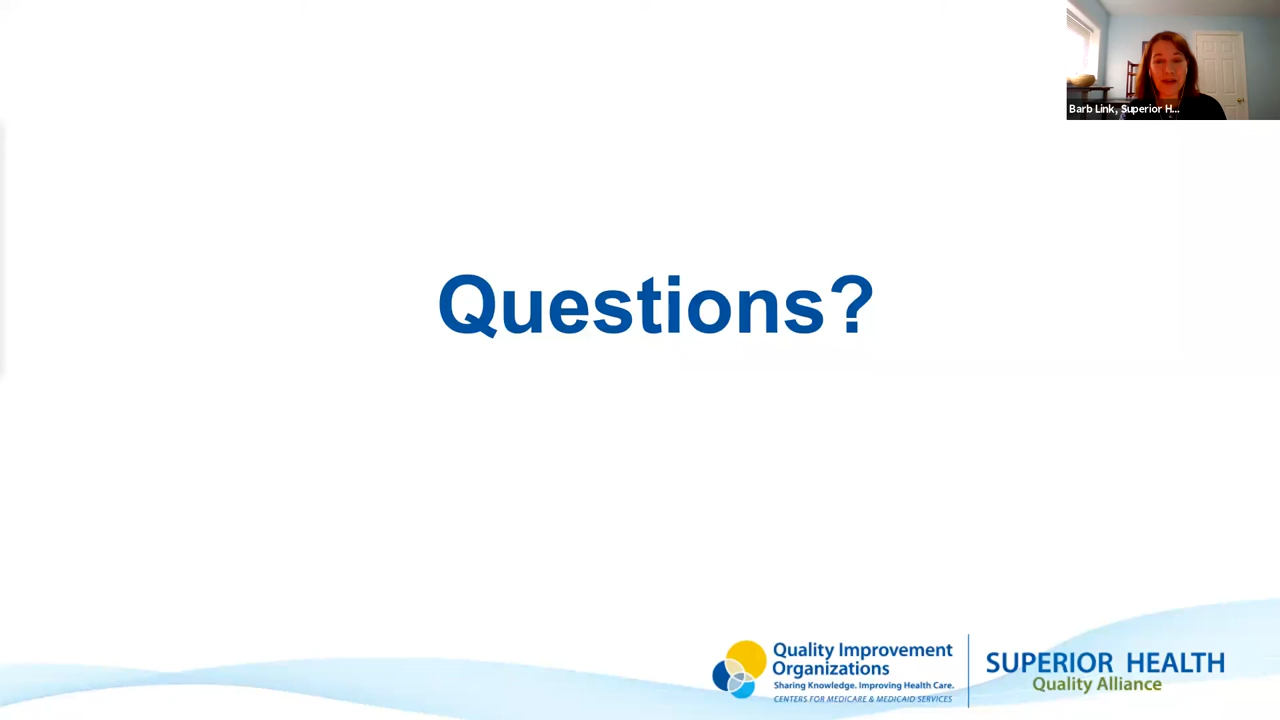 Barb Link, Superior H...
Questions?
Quality Improvement
Organizations
Sharing Knowledge. Improving Health Care.
CENTERS FOR MEDICARE & MEDICAID SERVICES
SUPERIOR HEALTH
Quality Alliance